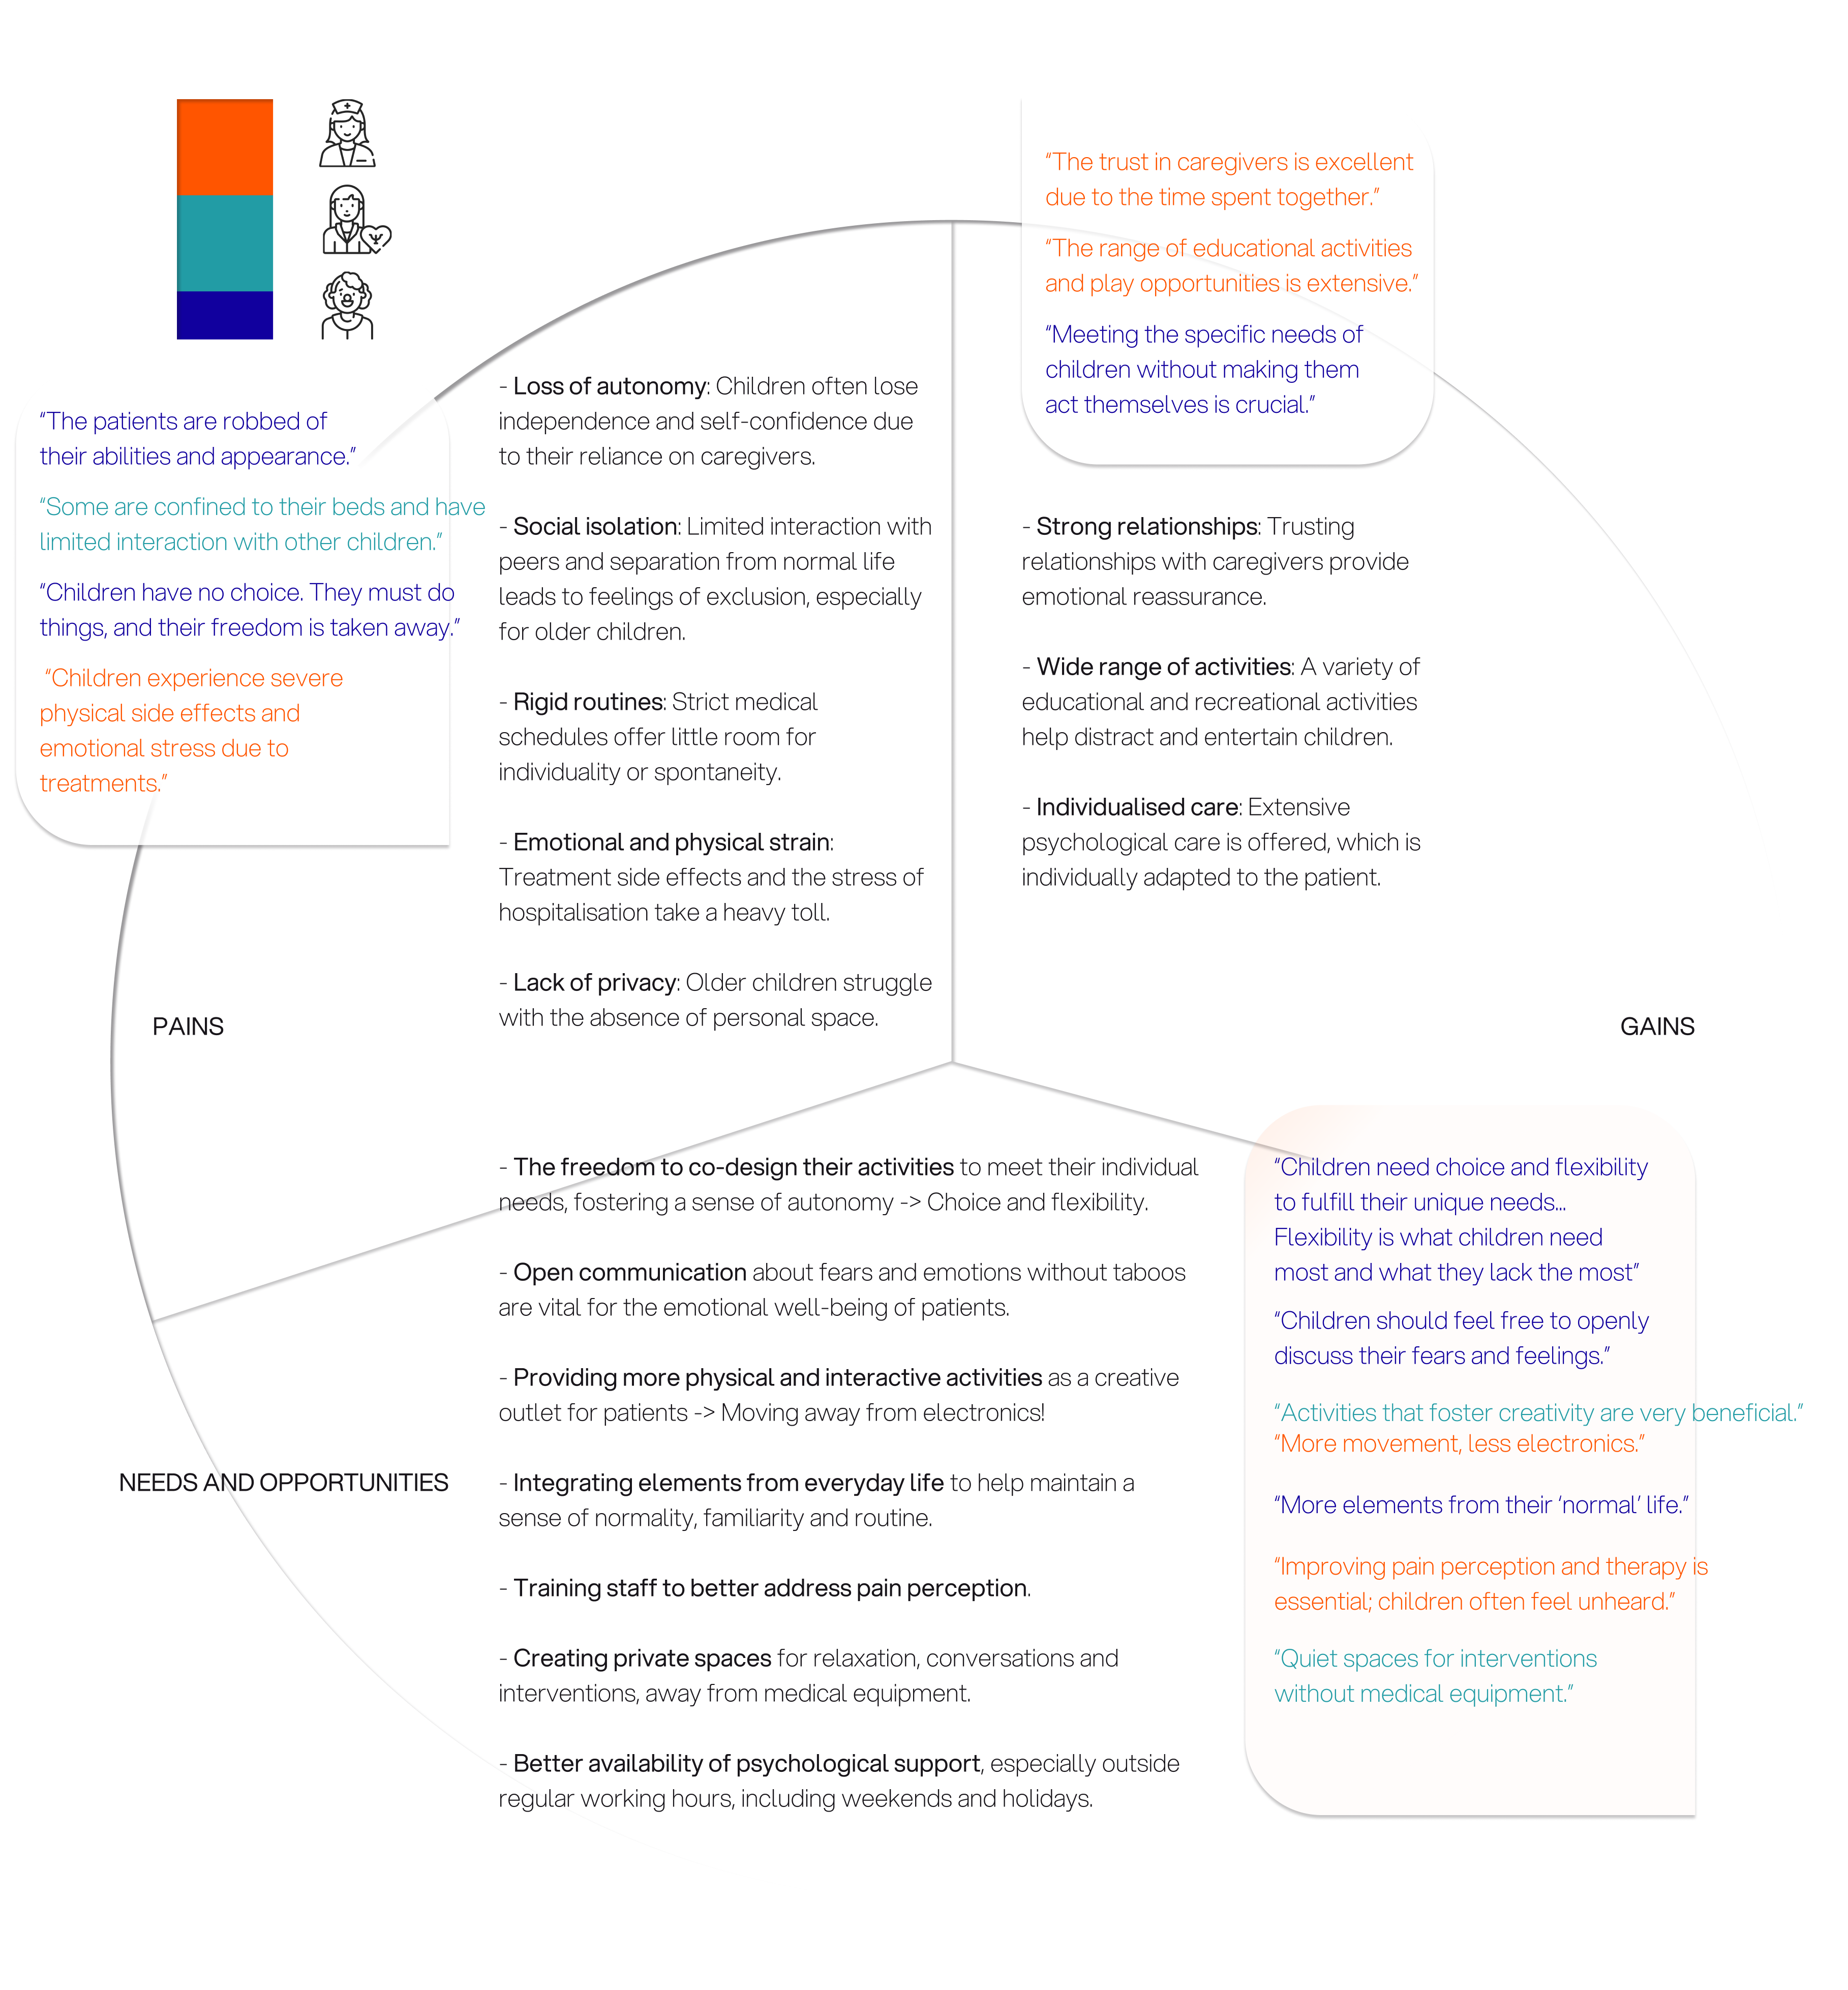 “The trust in caregivers is excellent
due to the time spent together.”
“The range of educational activities
and play opportunities is extensive.”
“Meeting the specific needs of
children without making them
act themselves is crucial.”
“The patients are robbed of
their abilities and appearance.”
“Some are confined to their beds and have
limited interaction with other children.”
“Children have no choice. They must do
things, and their freedom is taken away.”
“Children experience severe
physical side effects and
emotional stress due to
treatments.”
- Loss of autonomy: Children often lose
independence and self-confidence due
to their reliance on caregivers.
- Social isolation: Limited interaction with
peers and separation from normal life
leads to feelings of exclusion, especially
for older children.
- Rigid routines: Strict medical
schedules offer little room for
individuality or spontaneity.
- Emotional and physical strain:
Treatment side effects and the stress of
hospitalisation take a heavy toll.
- Lack of privacy: Older children struggle
with the absence of personal space.
- Strong relationships: Trusting
relationships with caregivers provide
emotional reassurance.
- Wide range of activities: A variety of
educational and recreational activities
help distract and entertain children.
- Individualised care: Extensive
psychological care is offered, which is
individually adapted to the patient.
PAINS
GAINS
- The freedom to co-design their activities to meet their individual
needs, fostering a sense of autonomy -> Choice and flexibility.
- Open communication about fears and emotions without taboos
are vital for the emotional well-being of patients.
- Providing more physical and interactive activities as a creative
outlet for patients -> Moving away from electronics!
NEEDS AND OPPORTUNITIES
- Integrating elements from everyday life to help maintain a
sense of normality, familiarity and routine.
- Training staff to better address pain perception.
- Creating private spaces for relaxation, conversations and
interventions, away from medical equipment.
- Better availability of psychological support, especially outside
regular working hours, including weekends and holidays.
“Children need choice and flexibility
to fulfill their unique needs...
Flexibility is what children need
most and what they lack the most”
“Children should feel free to openly
discuss their fears and feelings.”
“Activities that foster creativity are very beneficial.”
“More movement, less electronics.”
“More elements from their ‘normal’ life.”
“Improving pain perception and therapy is
essential; children often feel unheard.”
“Quiet spaces for interventions
without medical equipment.”